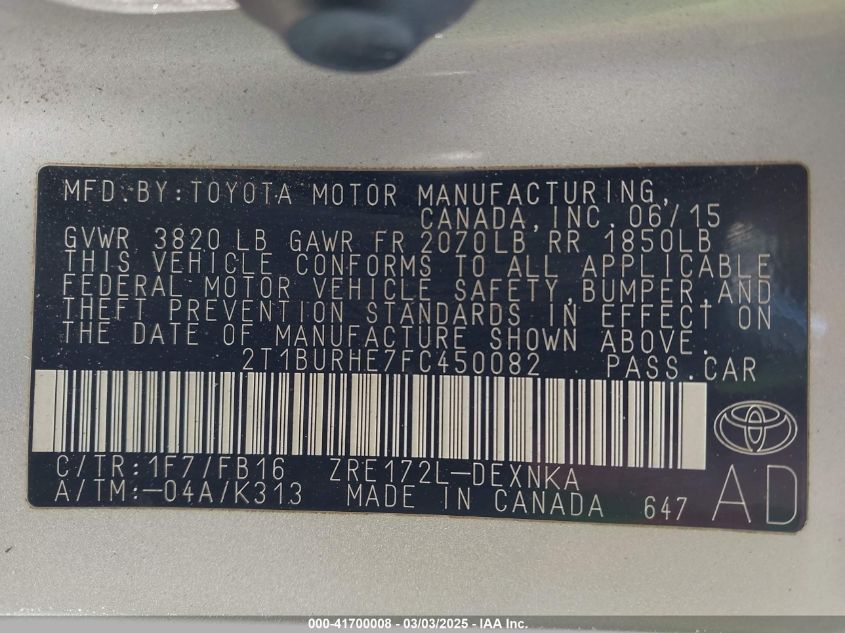 MFD. BY: TOYOTA MOTOR MANUFACTURING,
CANADA, INC. 06/15
GVWR 3820 LB GAWR FR 2070LB RR 1850LB
THIS VEHICLE CONFORMS TO ALL APPLICABLE
FEDERAL MOTOR VEHICLE SAFETY, BUMPER, AND
THEFT PREVENTION STANDARDS IN EFFECT ON
THE DATE OF MANUFACTURE SHOWN ABOVE.
2T1BURHE7FC450082 PASS. CAR
C/TR: 1F7/FB16 ZRE172L-DEXNKA
A/TM: -04A/K313 MADE IN CANADA 647 AD
000-41700008 - 03/03/2025 - IAA Inc.